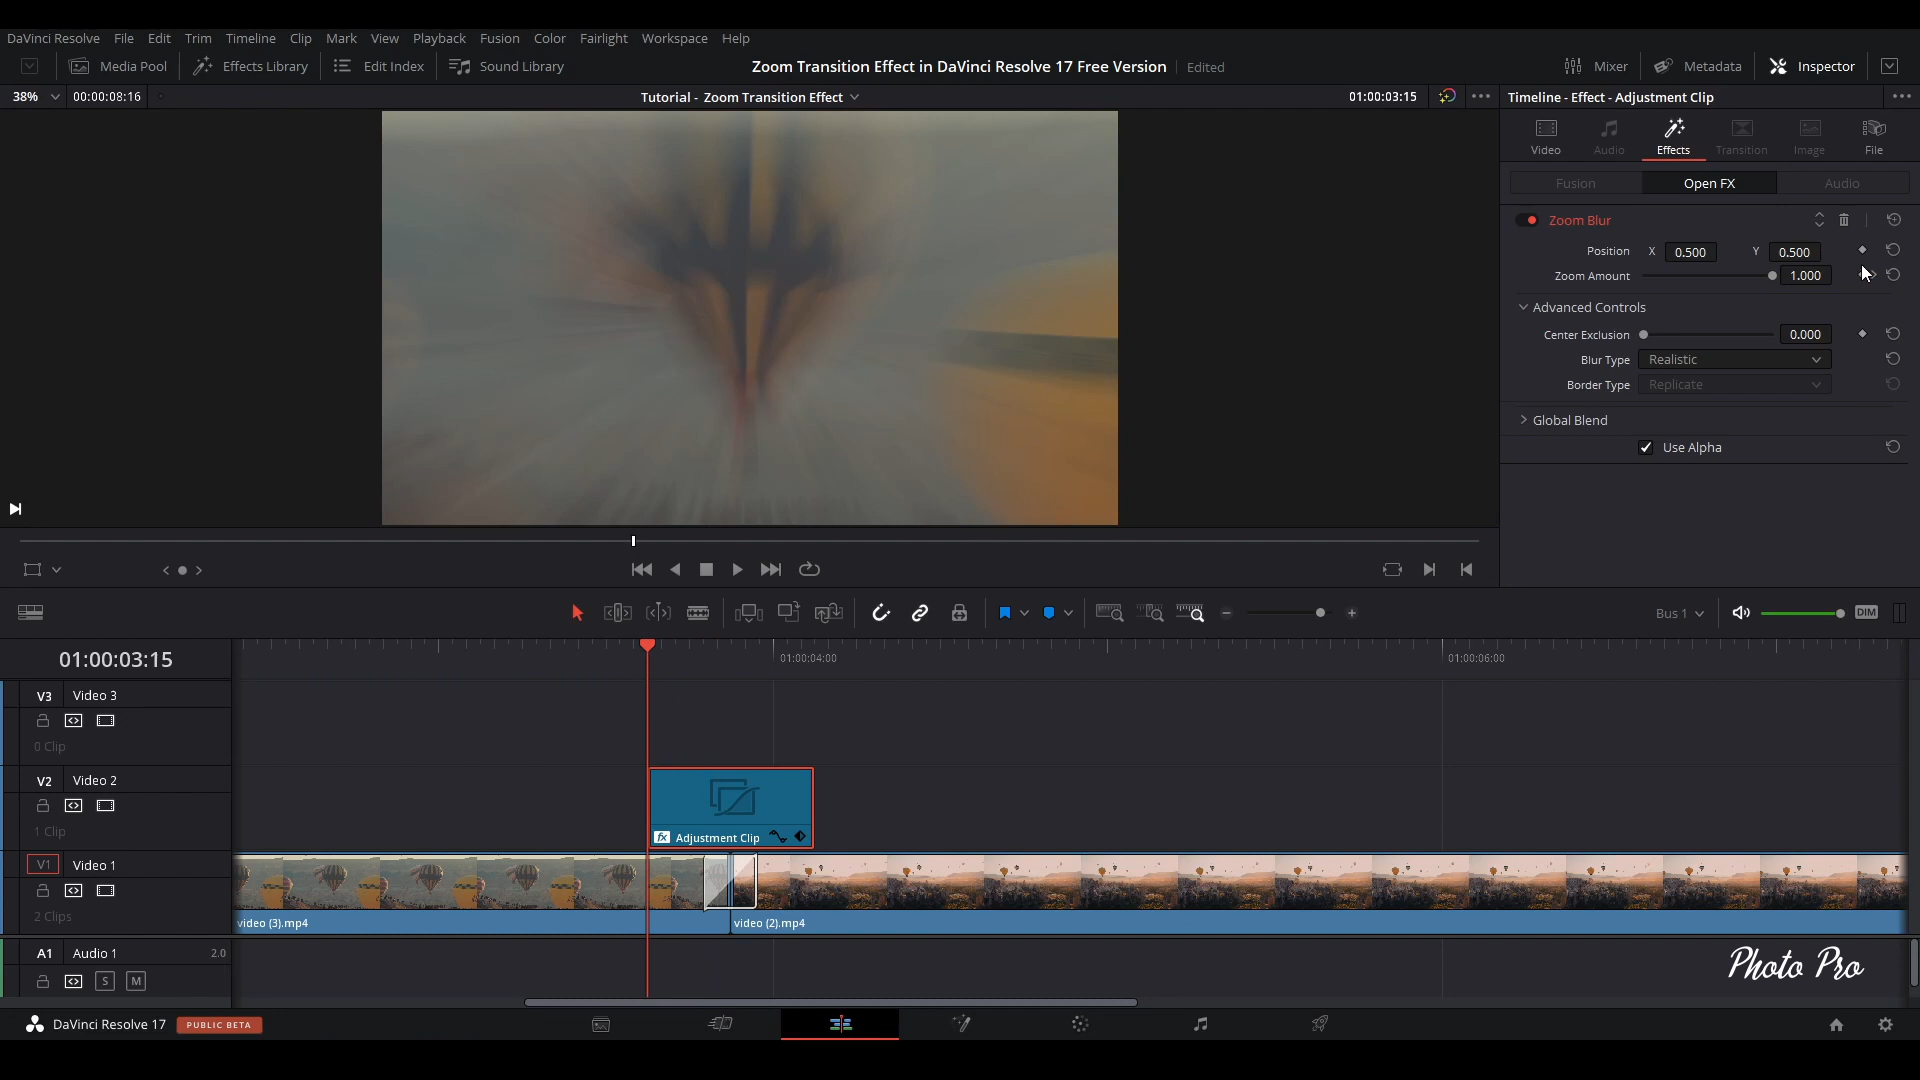 DaVinci Resolve File Edit Trim Timeline Clip Mark View Playback Fusion Color Fairlight Workspace Help
Media Pool Effects Library Edit Index Sound Library Zoom Transition Effect in DaVinci Resolve 17 Free Version Edited Mixer Metadata Inspector
38% 00:00:08:16 Tutorial - Zoom Transition Effect 01:00:03:15 Timeline - Effect - Adjustment Clip
Video Audio Effects Transition Image File
Fusion Open FX Audio
Zoom Blur
Position X 0.500 Y 0.500
Zoom Amount 1.000
Advanced Controls
Center Exclusion 0.000
Blur Type Realistic
Border Type Replicate
Global Blend
Use Alpha
Bus 1 DIM
01:00:03:15 01:00:04:00 01:00:06:00
V3 Video 3
0 Clip
V2 Video 2
1 Clip
fx Adjustment Clip
V1 Video 1
2 Clips
video (3).mp4 video (2).mp4
A1 Audio 1 2.0
S M
Photo Pro
DaVinci Resolve 17 PUBLIC BETA